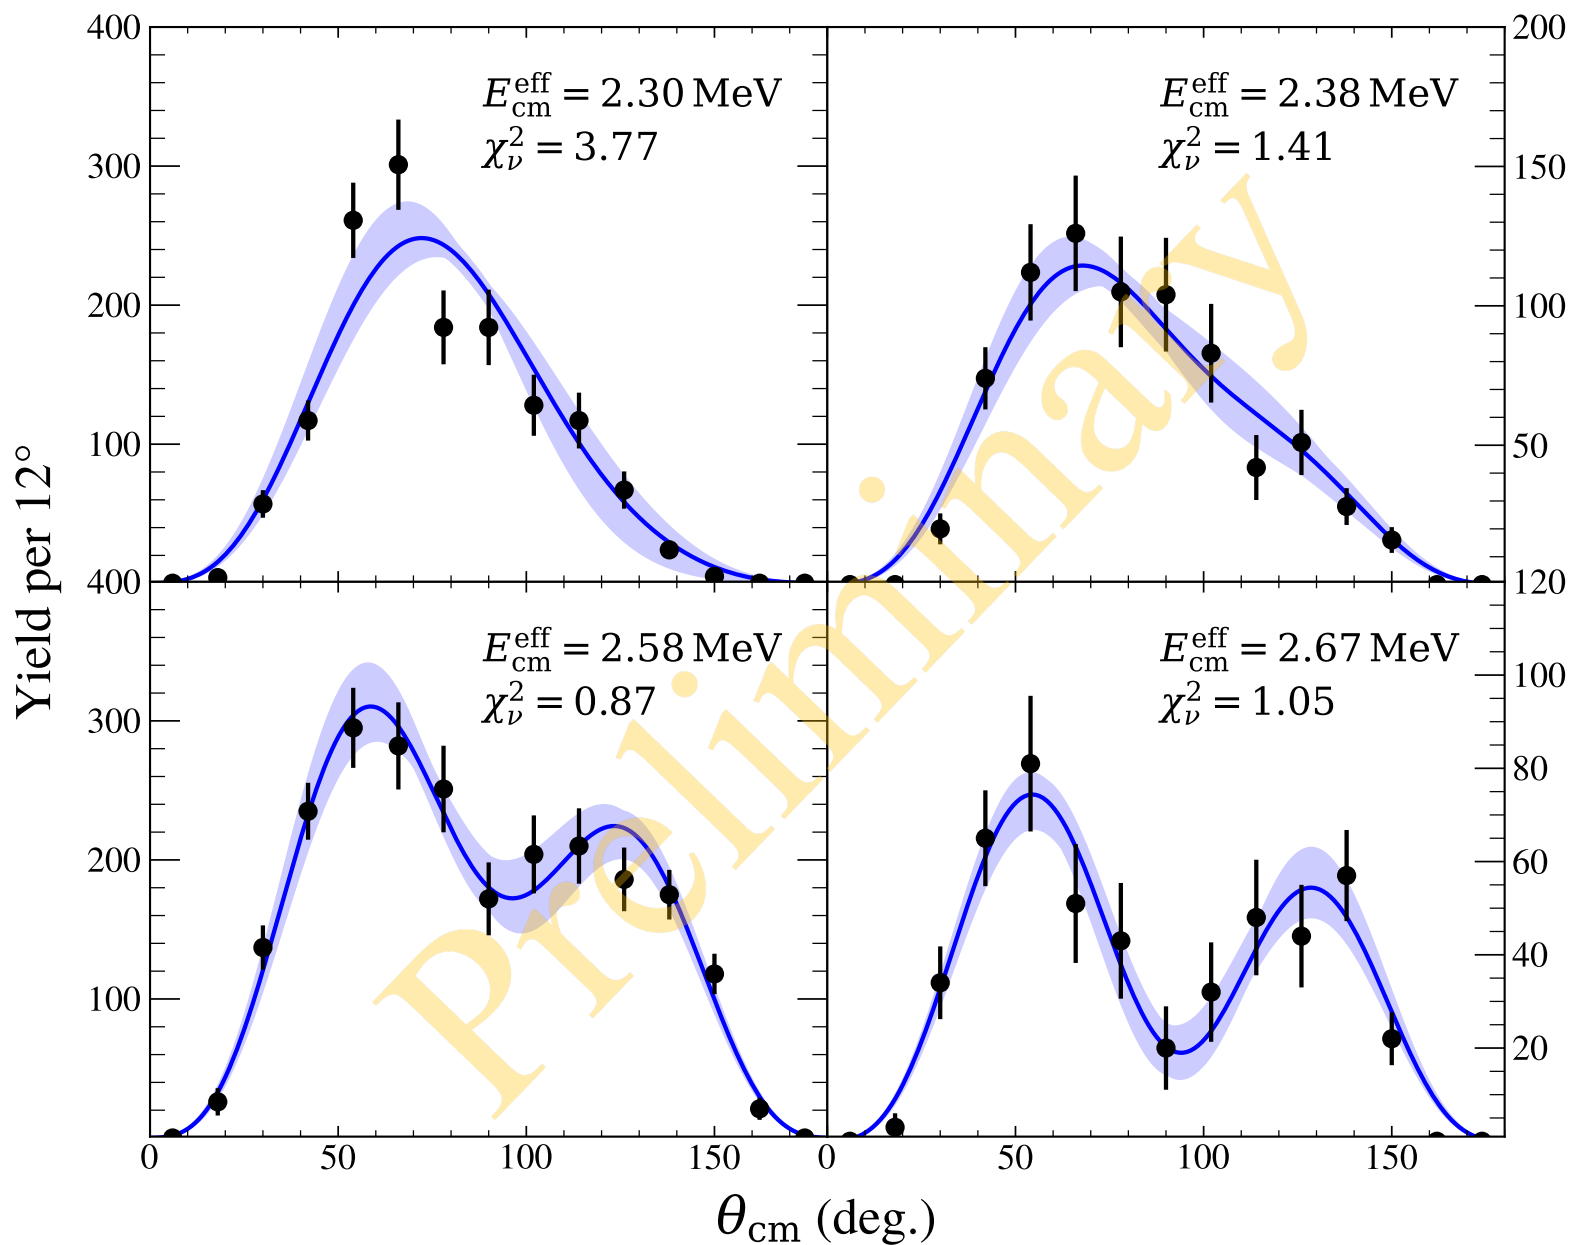 400
300
200
100
E_cm^eff = 2.30 MeV
χ_ν^2 = 3.77
200
150
100
50
E_cm^eff = 2.38 MeV
χ_ν^2 = 1.41
400
300
200
100
E_cm^eff = 2.58 MeV
χ_ν^2 = 0.87
120
100
80
60
40
20
E_cm^eff = 2.67 MeV
χ_ν^2 = 1.05
0 50 100 150 0 50 100 150
Yield per 12°
θ_cm (deg.)
Preliminary